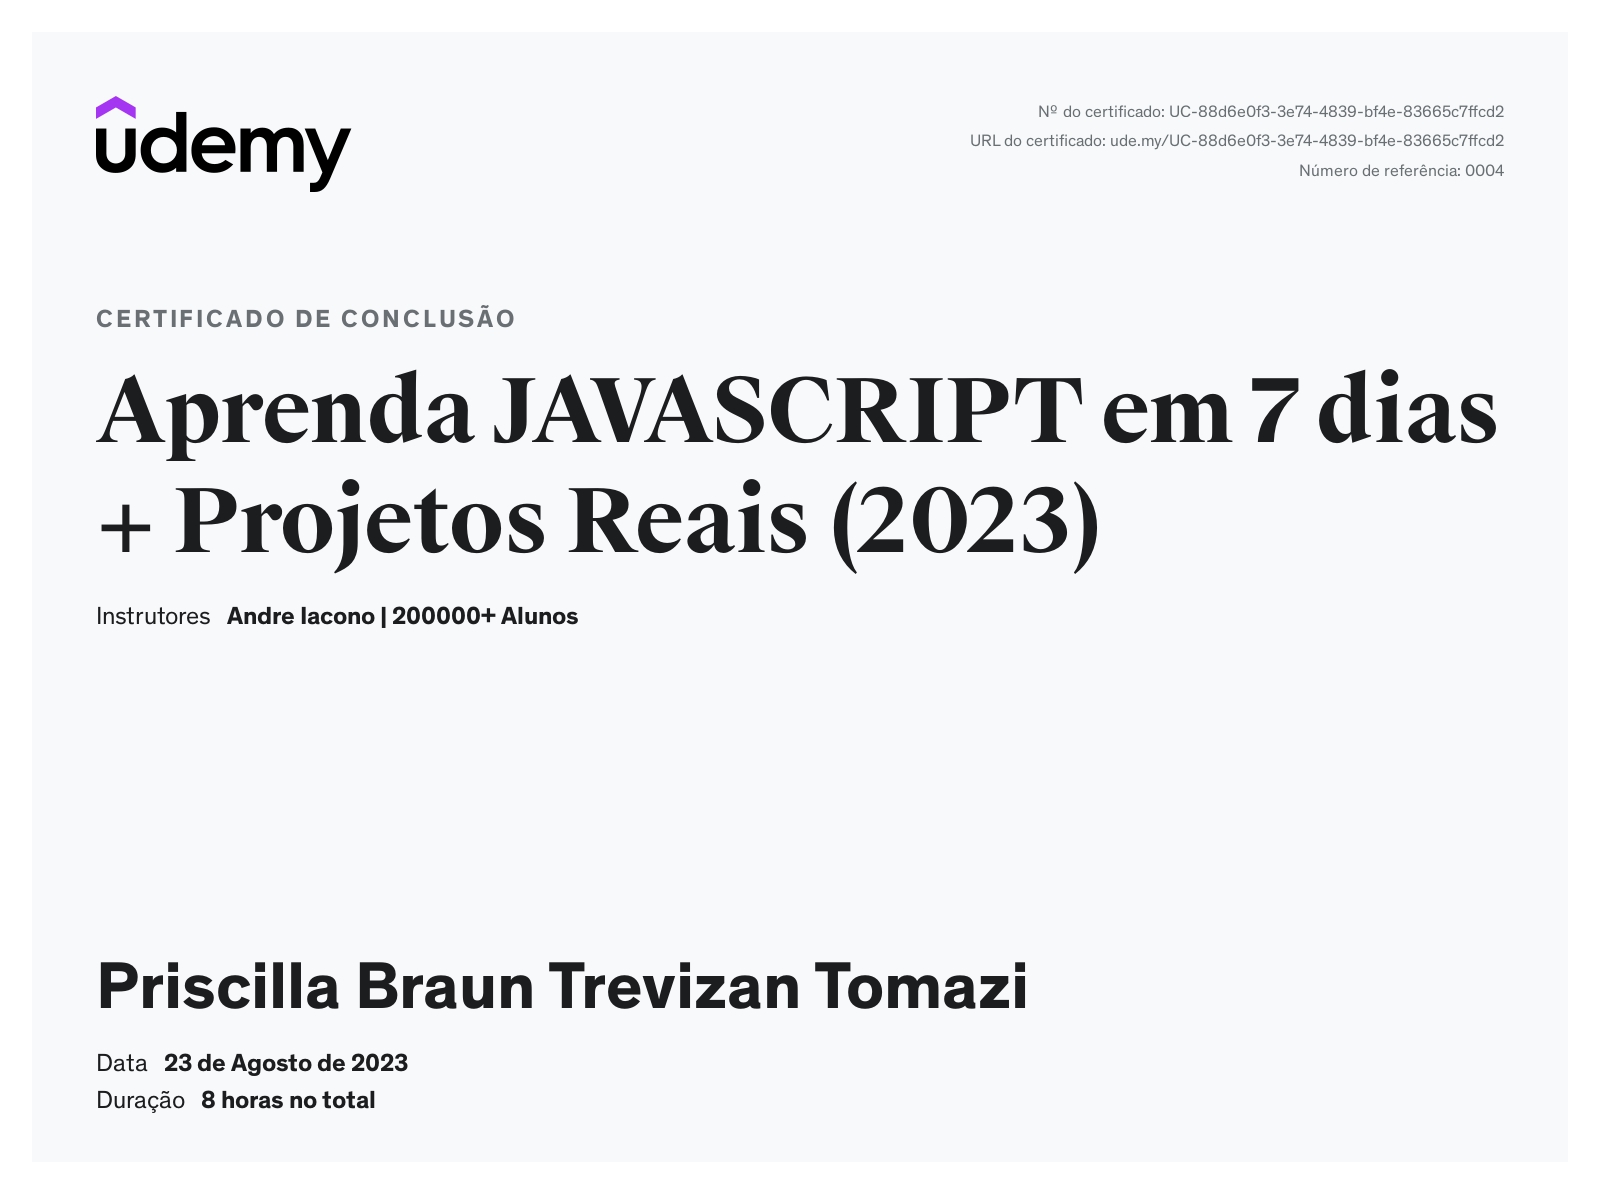 udemy
Nº do certificado: UC-88d6e0f3-3e74-4839-bf4e-83665c7ffcd2
URL do certificado: ude.my/UC-88d6e0f3-3e74-4839-bf4e-83665c7ffcd2
Número de referência: 0004
CERTIFICADO DE CONCLUSÃO
Aprenda JAVASCRIPT em 7 dias
+ Projetos Reais (2023)
Instrutores Andre Iacono | 200000+ Alunos
Priscilla Braun Trevizan Tomazi
Data 23 de Agosto de 2023
Duração 8 horas no total